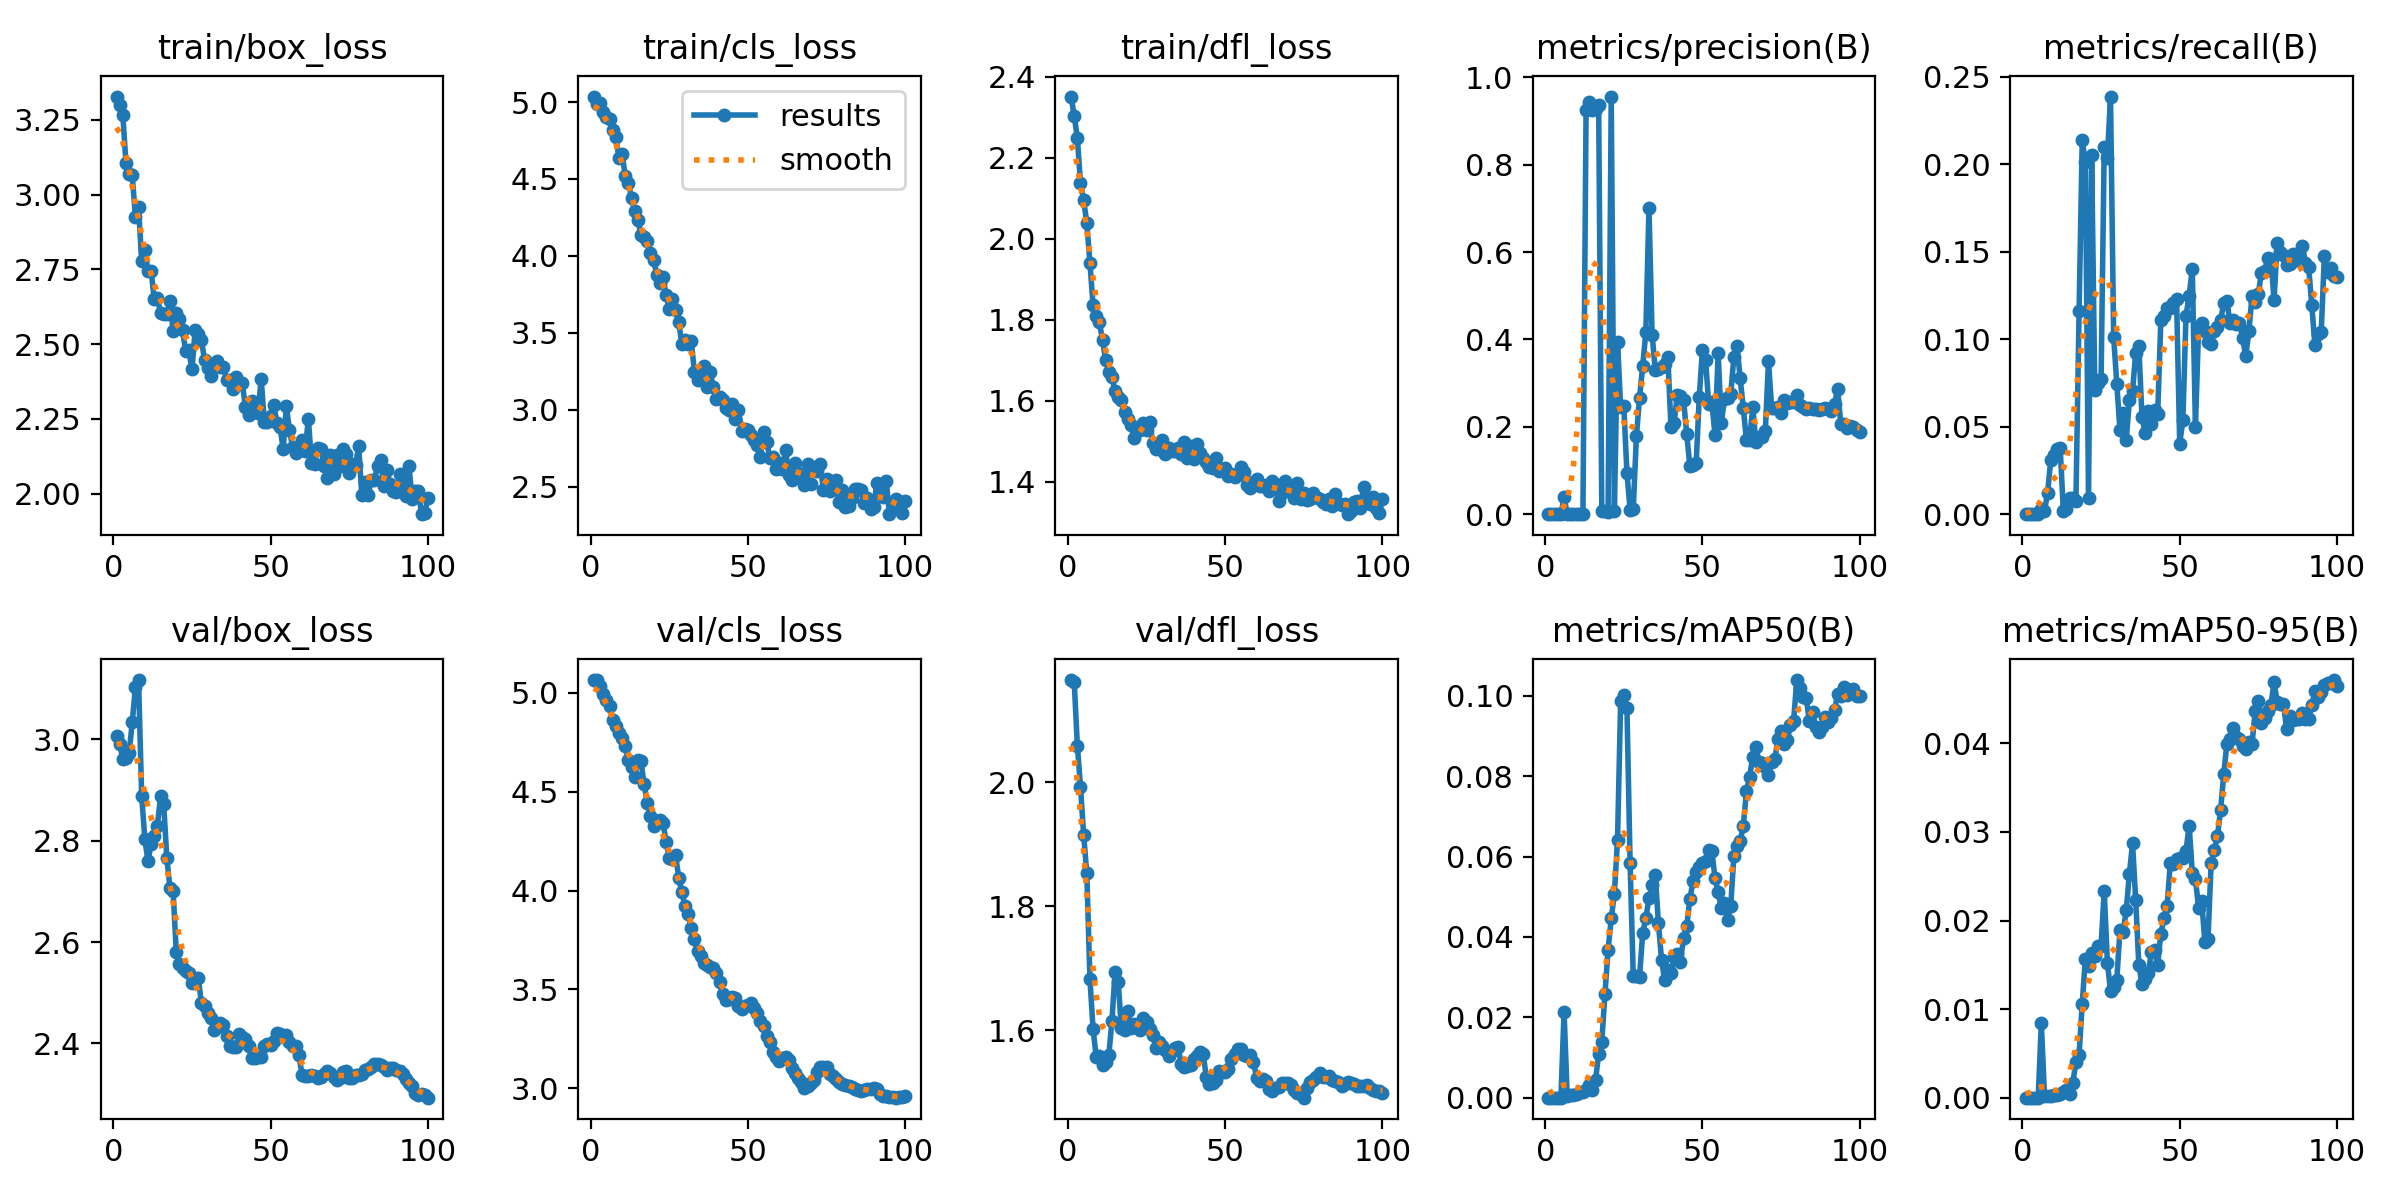 train/box_loss
3.25
3.00
2.75
2.50
2.25
2.00
0 50 100
train/cls_loss
results
smooth
5.0
4.5
4.0
3.5
3.0
2.5
0 50 100
train/dfl_loss
2.4
2.2
2.0
1.8
1.6
1.4
0 50 100
metrics/precision(B)
1.0
0.8
0.6
0.4
0.2
0.0
0 50 100
metrics/recall(B)
0.25
0.20
0.15
0.10
0.05
0.00
0 50 100
val/box_loss
3.0
2.8
2.6
2.4
0 50 100
val/cls_loss
5.0
4.5
4.0
3.5
3.0
0 50 100
val/dfl_loss
2.0
1.8
1.6
0 50 100
metrics/mAP50(B)
0.10
0.08
0.06
0.04
0.02
0.00
0 50 100
metrics/mAP50-95(B)
0.04
0.03
0.02
0.01
0.00
0 50 100